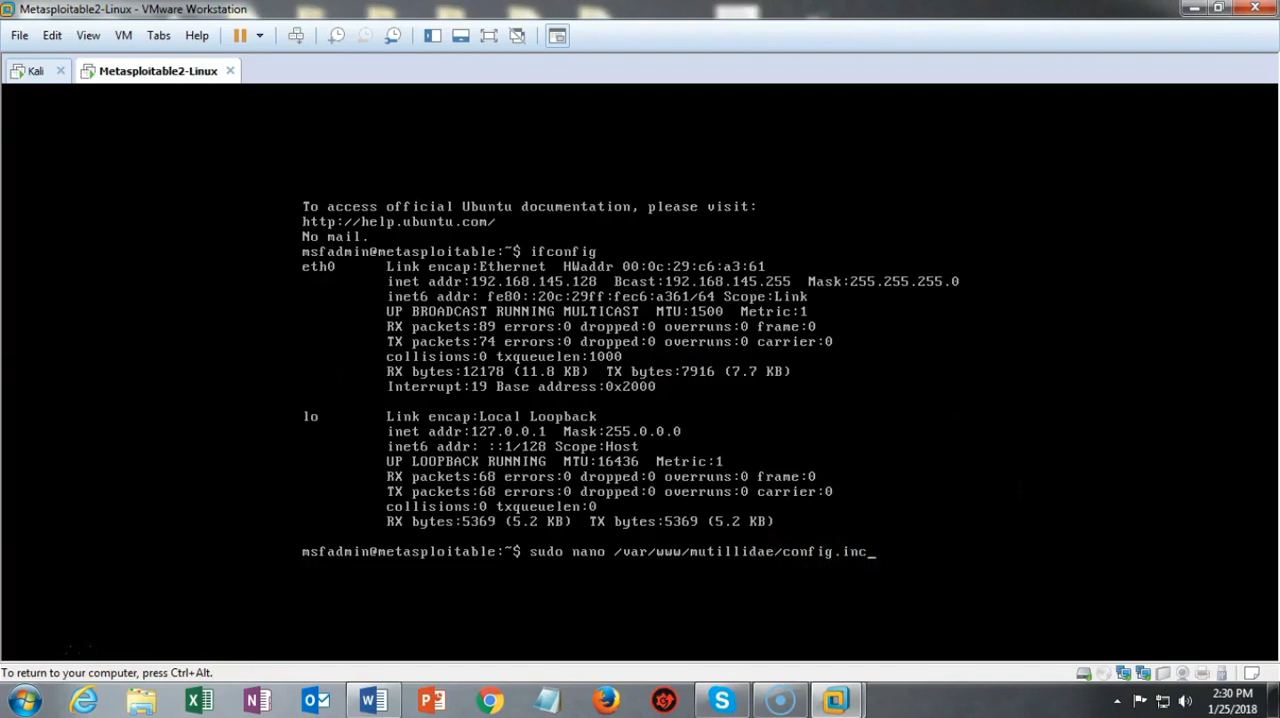 Metasploitable2-Linux - VMware Workstation
File Edit View VM Tabs Help
Kali
Metasploitable2-Linux
To access official Ubuntu documentation, please visit:
http://help.ubuntu.com/
No mail.
msfadmin@metasploitable:~$ ifconfig
eth0 Link encap:Ethernet HWaddr 00:0c:29:c6:a3:61
inet addr:192.168.145.128 Bcast:192.168.145.255 Mask:255.255.255.0
inet6 addr: fe80::20c:29ff:fec6:a361/64 Scope:Link
UP BROADCAST RUNNING MULTICAST MTU:1500 Metric:1
RX packets:89 errors:0 dropped:0 overruns:0 frame:0
TX packets:74 errors:0 dropped:0 overruns:0 carrier:0
collisions:0 txqueuelen:1000
RX bytes:12178 (11.8 KB) TX bytes:7916 (7.7 KB)
Interrupt:19 Base address:0x2000
lo Link encap:Local Loopback
inet addr:127.0.0.1 Mask:255.0.0.0
inet6 addr: ::1/128 Scope:Host
UP LOOPBACK RUNNING MTU:16436 Metric:1
RX packets:68 errors:0 dropped:0 overruns:0 frame:0
TX packets:68 errors:0 dropped:0 overruns:0 carrier:0
collisions:0 txqueuelen:0
RX bytes:5369 (5.2 KB) TX bytes:5369 (5.2 KB)
msfadmin@metasploitable:~$ sudo nano /var/www/mutillidae/config.inc_
To return to your computer, press Ctrl+Alt.
2:30 PM
1/25/2018